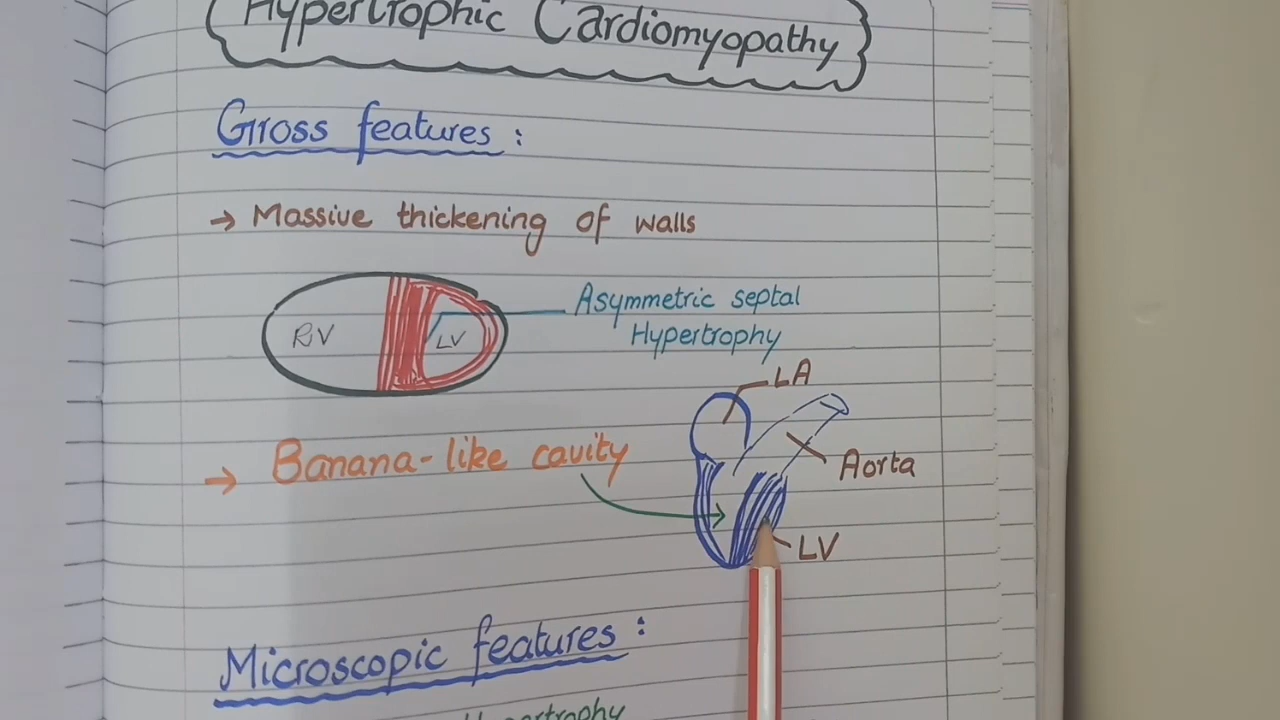 Hypertrophic Cardiomyopathy
Gross features :
→ Massive thickening of walls
RV
LV
Asymmetric septal
Hypertrophy
LA
→ Banana-like cavity
Aorta
LV
Microscopic features :
Hypertrophy